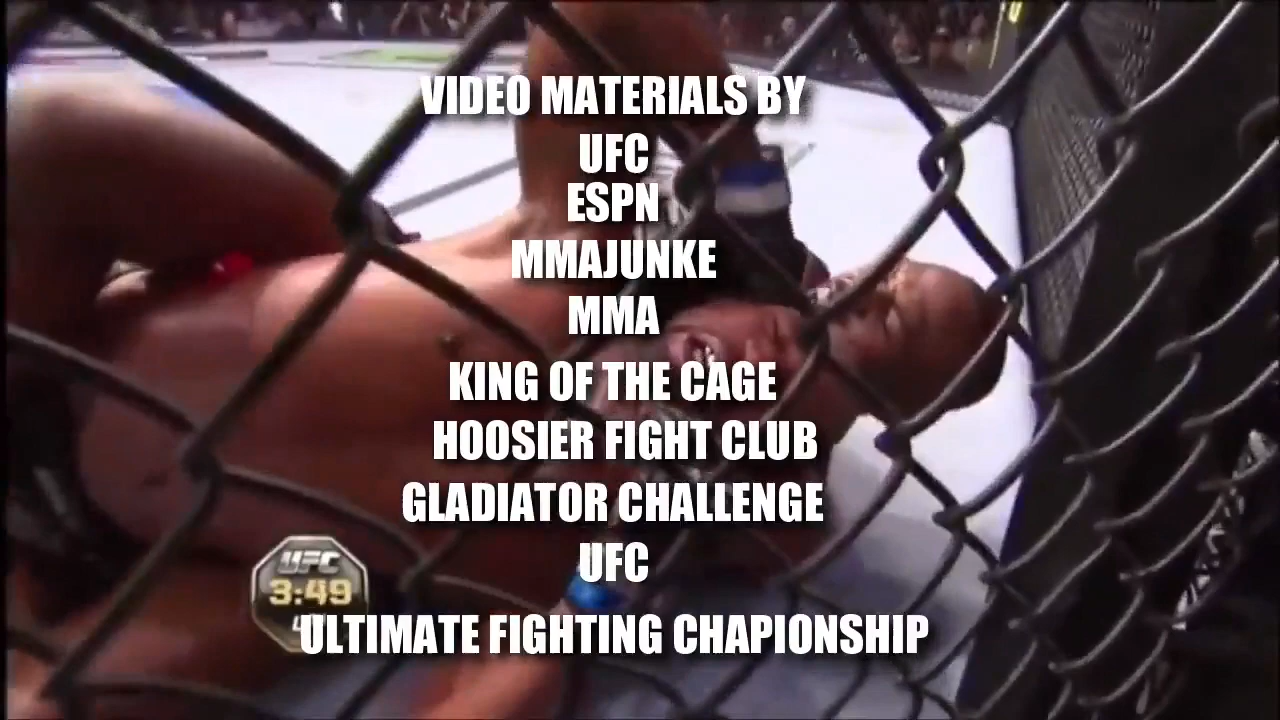 VIDEO MATERIALS BY
UFC
ESPN
MMAJUNKE
MMA
KING OF THE CAGE
HOOSIER FIGHT CLUB
GLADIATOR CHALLENGE
UFC
UFC
3:49
ULTIMATE FIGHTING CHAPIONSHIP